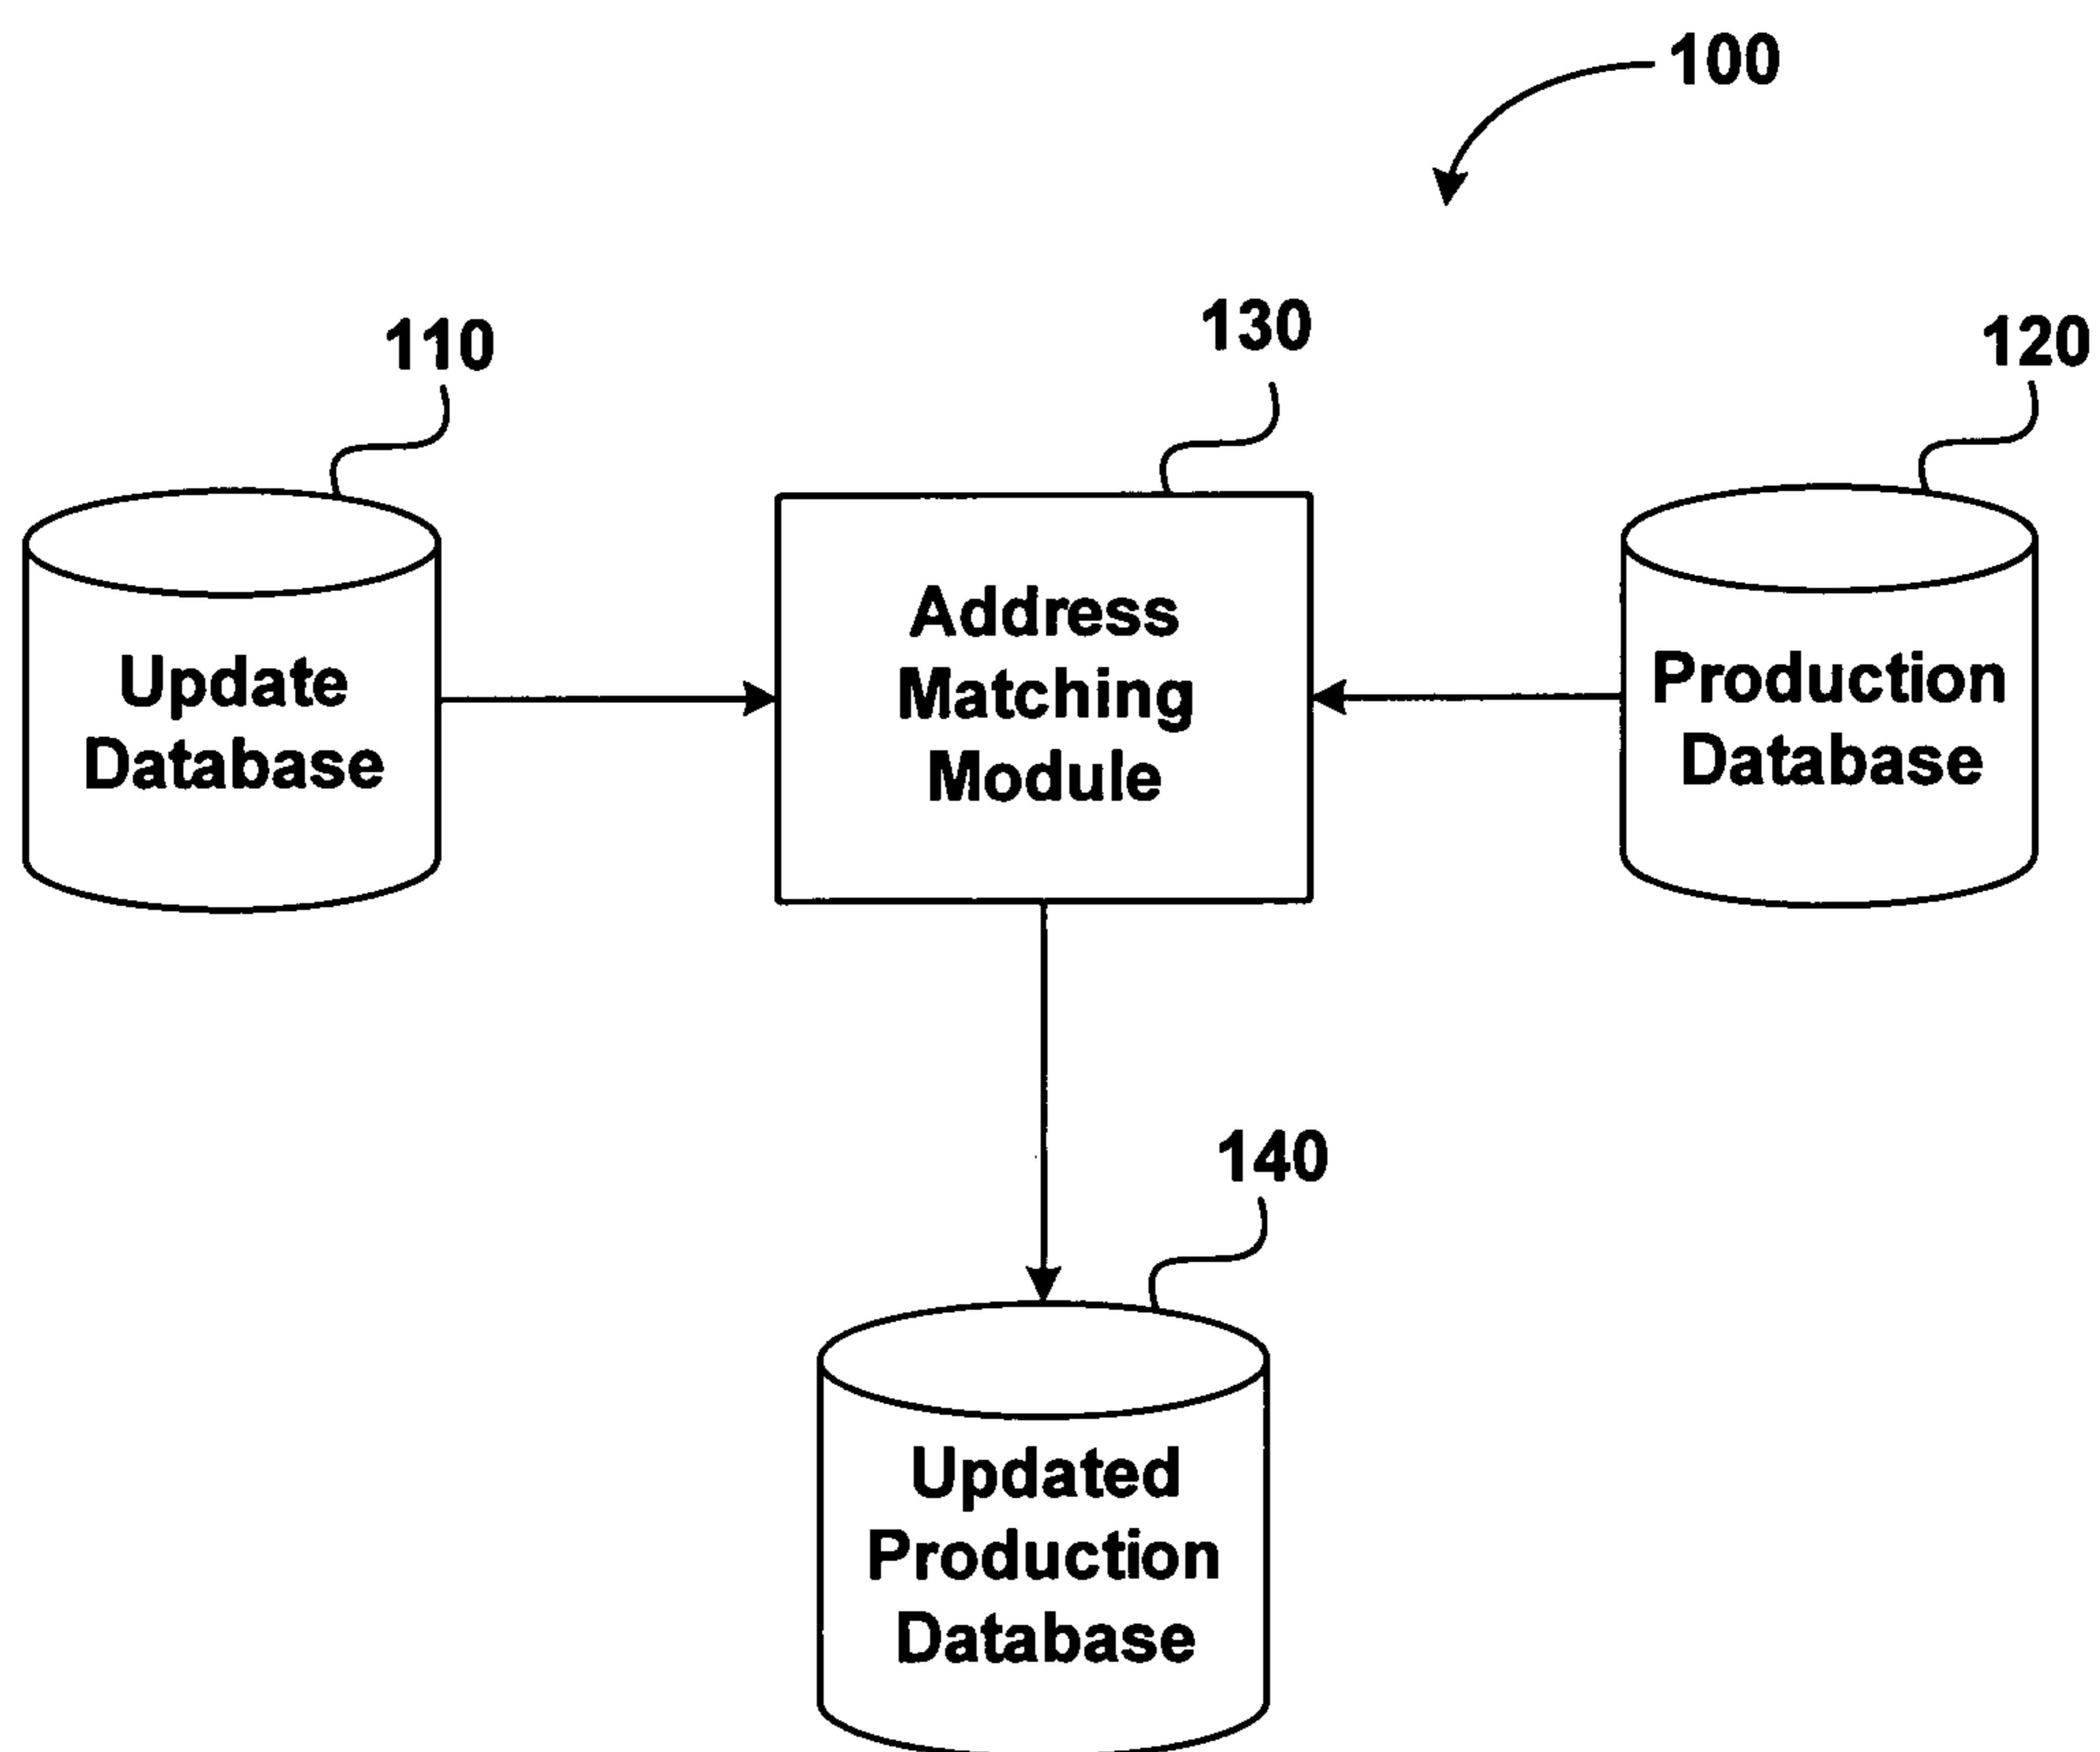 100
110
130
120
Update
Database
Address
Matching
Module
Production
Database
140
Updated
Production
Database